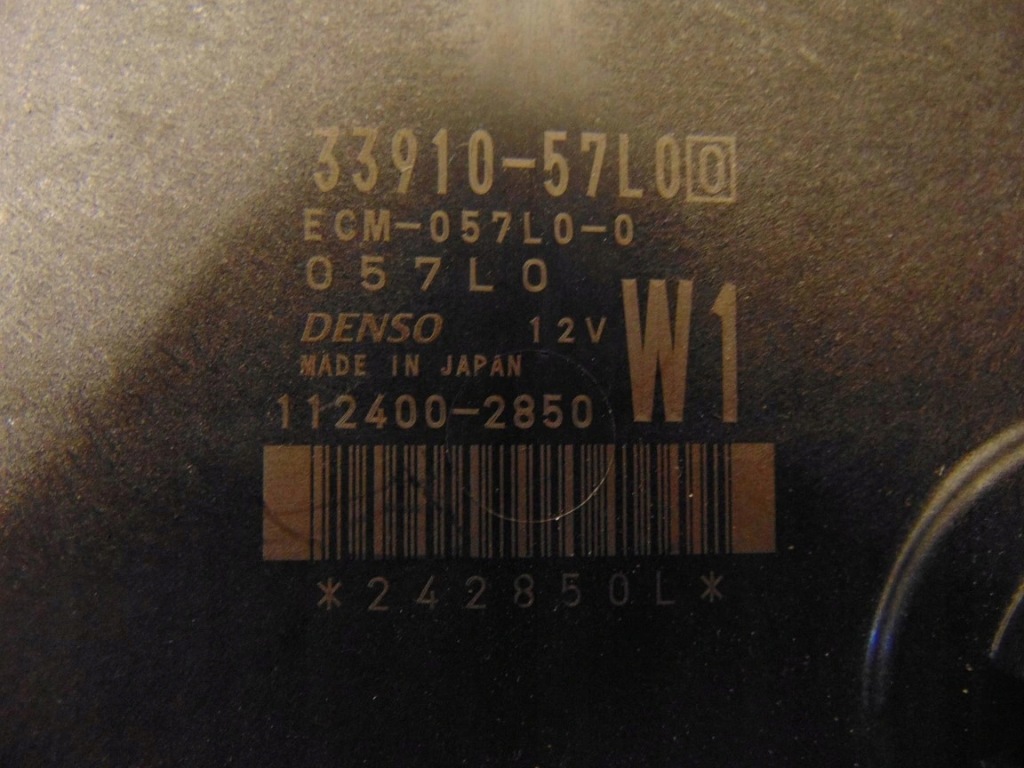 33910-57L0 0
ECM-057L0-0
057L0
DENSO 12V W1
MADE IN JAPAN
112400-2850
*242850L*